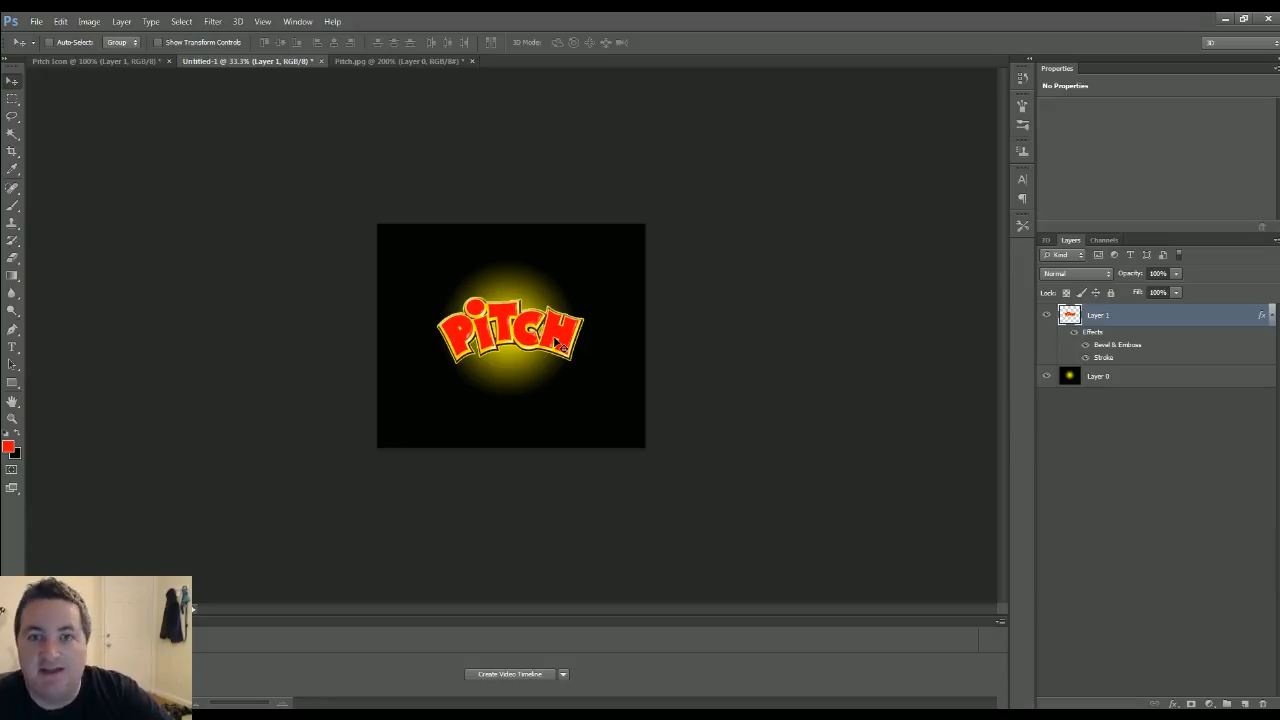 Ps File Edit Image Layer Type Select Filter 3D View Window Help
Auto-Select: Group Show Transform Controls 3D Mode: 3D
Pitch Icon @ 100% (Layer 1, RGB/8) * × Untitled-1 @ 33.3% (Layer 1, RGB/8) * × Pitch.jpg @ 200% (Layer 0, RGB/8#) * ×
Properties
No Properties
3D Layers Channels
Kind
Normal Opacity: 100%
Lock: Fill: 100%
Layer 1 fx
Effects
Bevel & Emboss
Stroke
Layer 0
PiTCH
Create Video Timeline